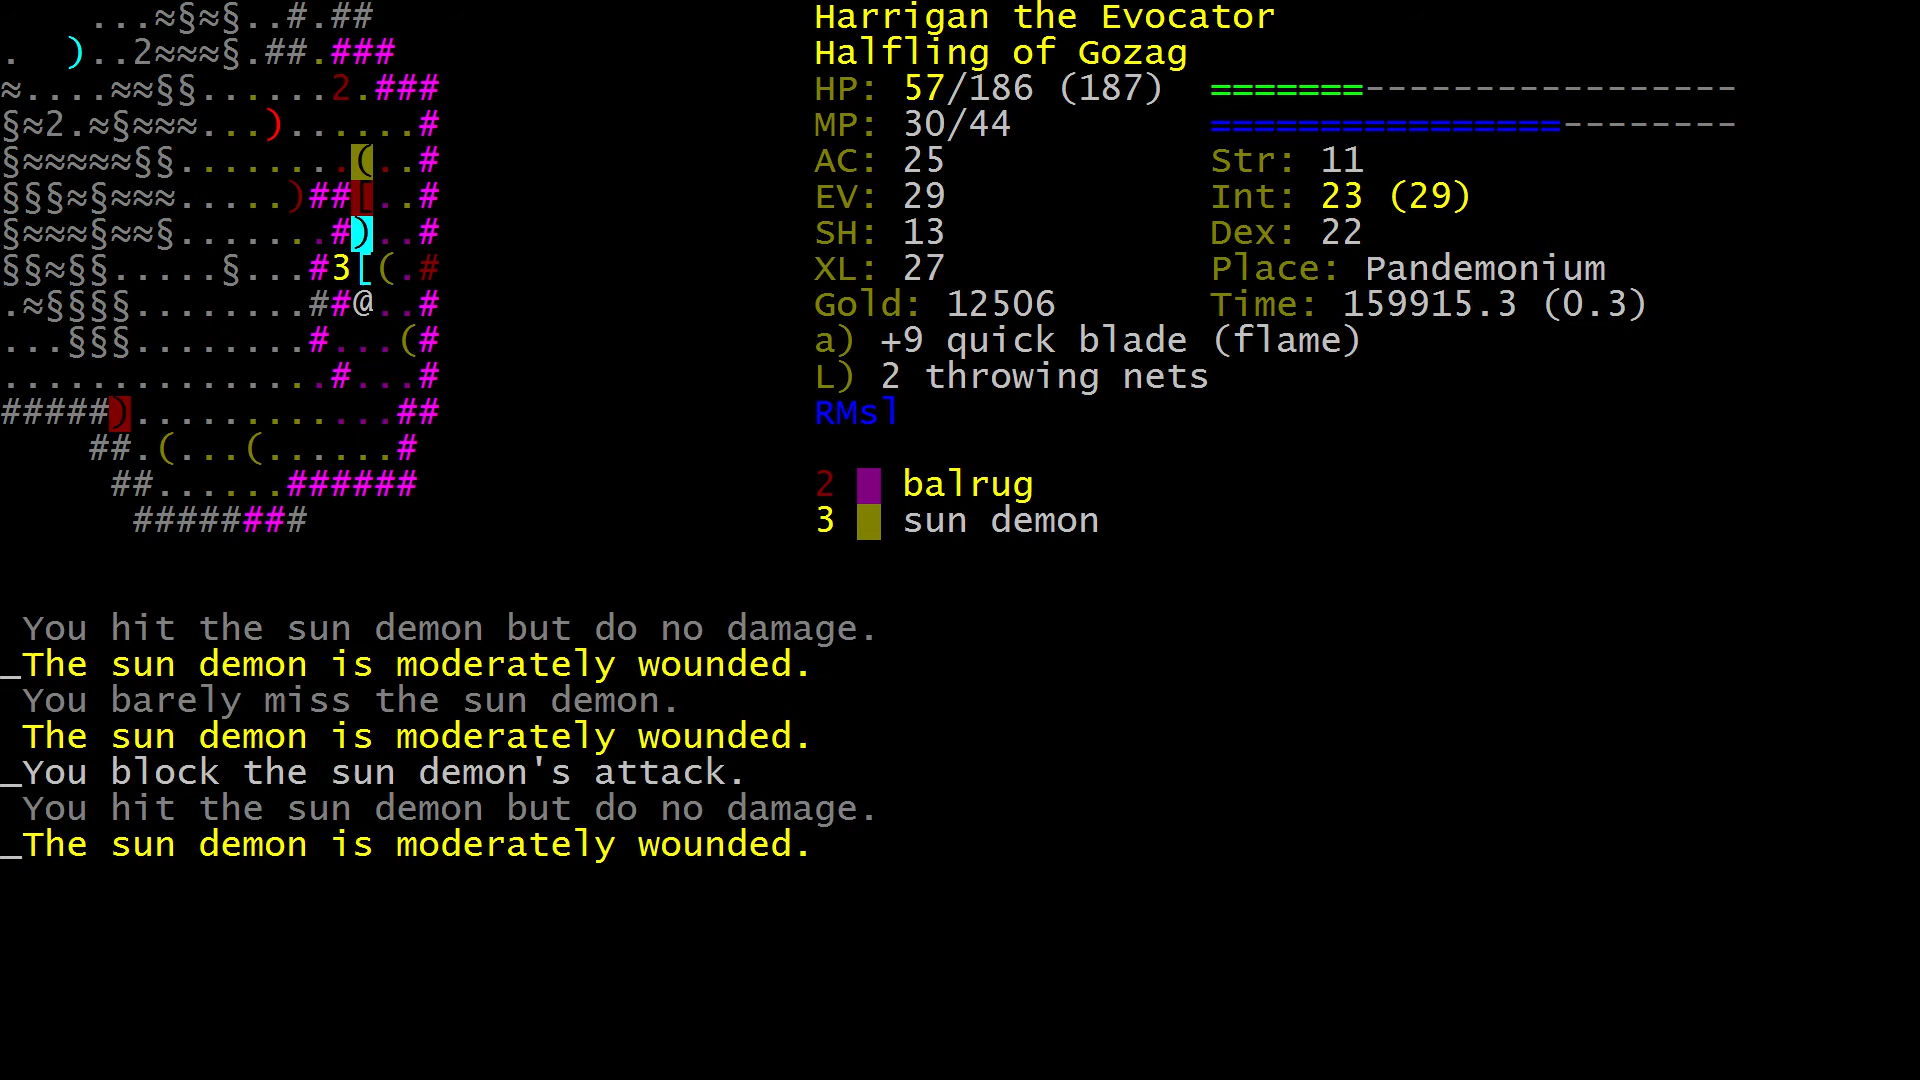 ...≈§≈§..#.## Harrigan the Evocator
. )..2≈≈≈§.##.### Halfling of Gozag
≈....≈≈§§......2.### HP: 57/186 (187) =======-----------------
§≈2.≈§≈≈≈...)......# MP: 30/44 ================--------
§≈≈≈≈≈§§........(..# AC: 25 Str: 11
§§§≈§≈≈≈.....)##[..# EV: 29 Int: 23 (29)
§≈≈≈§≈≈§.......#)..# SH: 13 Dex: 22
§§≈§§.....§...#3[(.# XL: 27 Place: Pandemonium
.≈§§§§........##@..# Gold: 12506 Time: 159915.3 (0.3)
...§§§........#...(# a) +9 quick blade (flame)
...............#...# L) 2 throwing nets
#####)............## RMsl
##.(...(......#
##......###### 2 balrug
######## 3 sun demon
You hit the sun demon but do no damage.
_The sun demon is moderately wounded.
You barely miss the sun demon.
The sun demon is moderately wounded.
_You block the sun demon's attack.
You hit the sun demon but do no damage.
_The sun demon is moderately wounded.